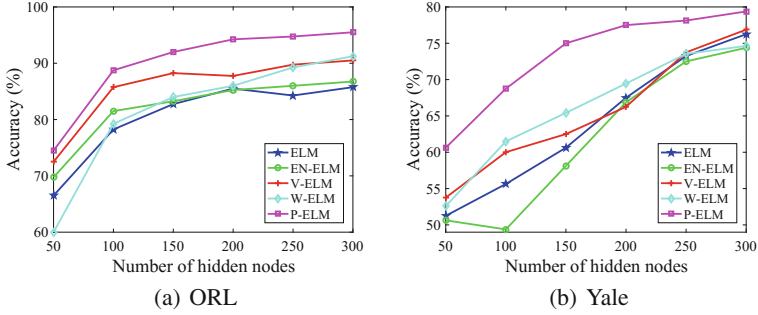 100
90
80
70
60
Accuracy (%)
50
100
150
200
250
300
Number of hidden nodes
ELM
EN-ELM
V-ELM
W-ELM
P-ELM
(a) ORL
80
75
70
65
60
55
50
Accuracy (%)
50
100
150
200
250
300
Number of hidden nodes
ELM
EN-ELM
V-ELM
W-ELM
P-ELM
(b) Yale